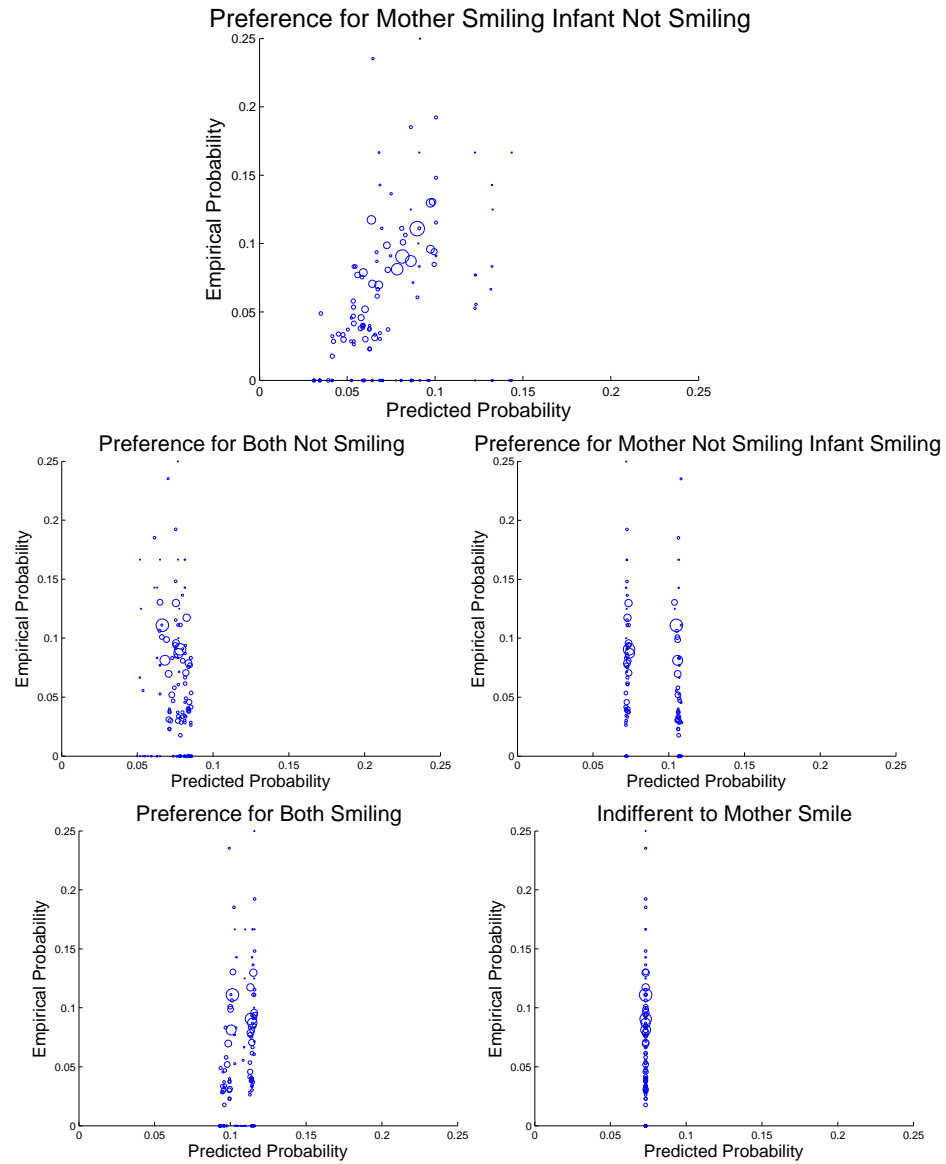 Preference for Mother Smiling Infant Not Smiling
0.25
0.2
0.15
0.1
0.05
0
Empirical Probability
0 0.05 0.1 0.15 0.2 0.25
Predicted Probability
Preference for Both Not Smiling
0.25
0.2
0.15
0.1
0.05
0
Empirical Probability
0 0.05 0.1 0.15 0.2 0.25
Predicted Probability
Preference for Mother Not Smiling Infant Smiling
0.25
0.2
0.15
0.1
0.05
0
Empirical Probability
0 0.05 0.1 0.15 0.2 0.25
Predicted Probability
Preference for Both Smiling
0.25
0.2
0.15
0.1
0.05
0
Empirical Probability
0 0.05 0.1 0.15 0.2 0.25
Predicted Probability
Indifferent to Mother Smile
0.25
0.2
0.15
0.1
0.05
0
Empirical Probability
0 0.05 0.1 0.15 0.2 0.25
Predicted Probability